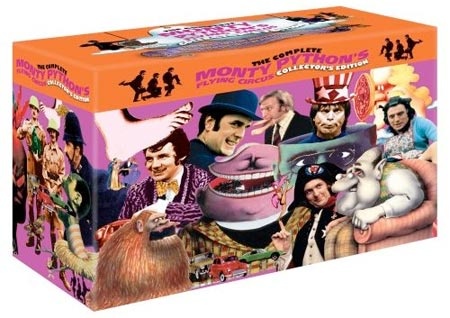 THE COMPLETE
MONTY PYTHON'S
FLYING CIRCUS COLLECTOR'S EDITION
THE COMPLETE
MONTY PYTHON'S
FLYING CIRCUS COLLECTOR'S EDITION